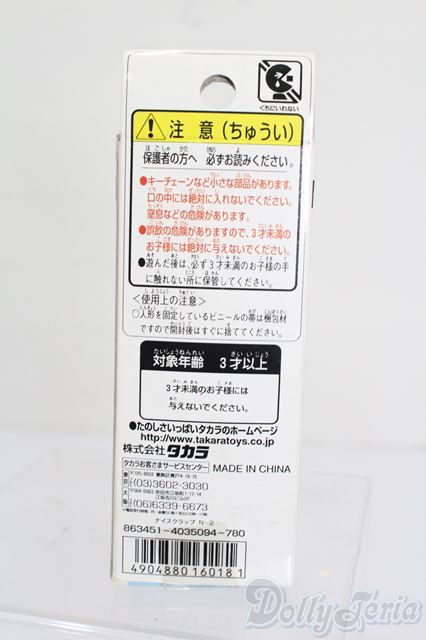 くちにいれない
注意(ちゅうい)
保護者の方へ 必ずお読みください。
●キーチェーンなど小さな部品があります。
口の中には絶対に入れないでください。
窒息などの危険があります。
●誤飲の危険がありますので、3才未満の
お子様には絶対に与えないでください。
●遊んだ後は、必ず3才未満のお子様の手
に触れない所に保管してください。
<使用上の注意>
○人形を固定しているビニールの帯は梱包材
ですので開封後はすぐに捨ててください。
対象年齢 3才以上
3才未満のお子様には
与えないでください。
●たのしさいっぱいタカラのホームページ
http://www.takaratoys.co.jp
株式会社タカラ
タカラお客さまサービスセンター MADE IN CHINA
東京
(03)3602-3030
大阪
(06)6339-6673
ナイスクラップ N-2
863451-4035094-780
4904880160181
DollyTeria